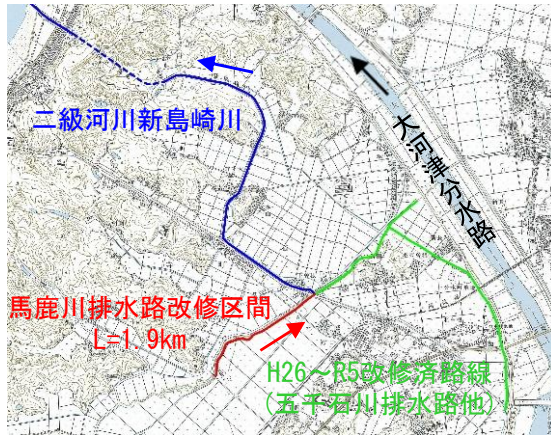 二級河川新島崎川
大河津分水路
馬鹿川排水路改修区間
L=1.9km
H26～R5改修済路線
(五千石川排水路他)